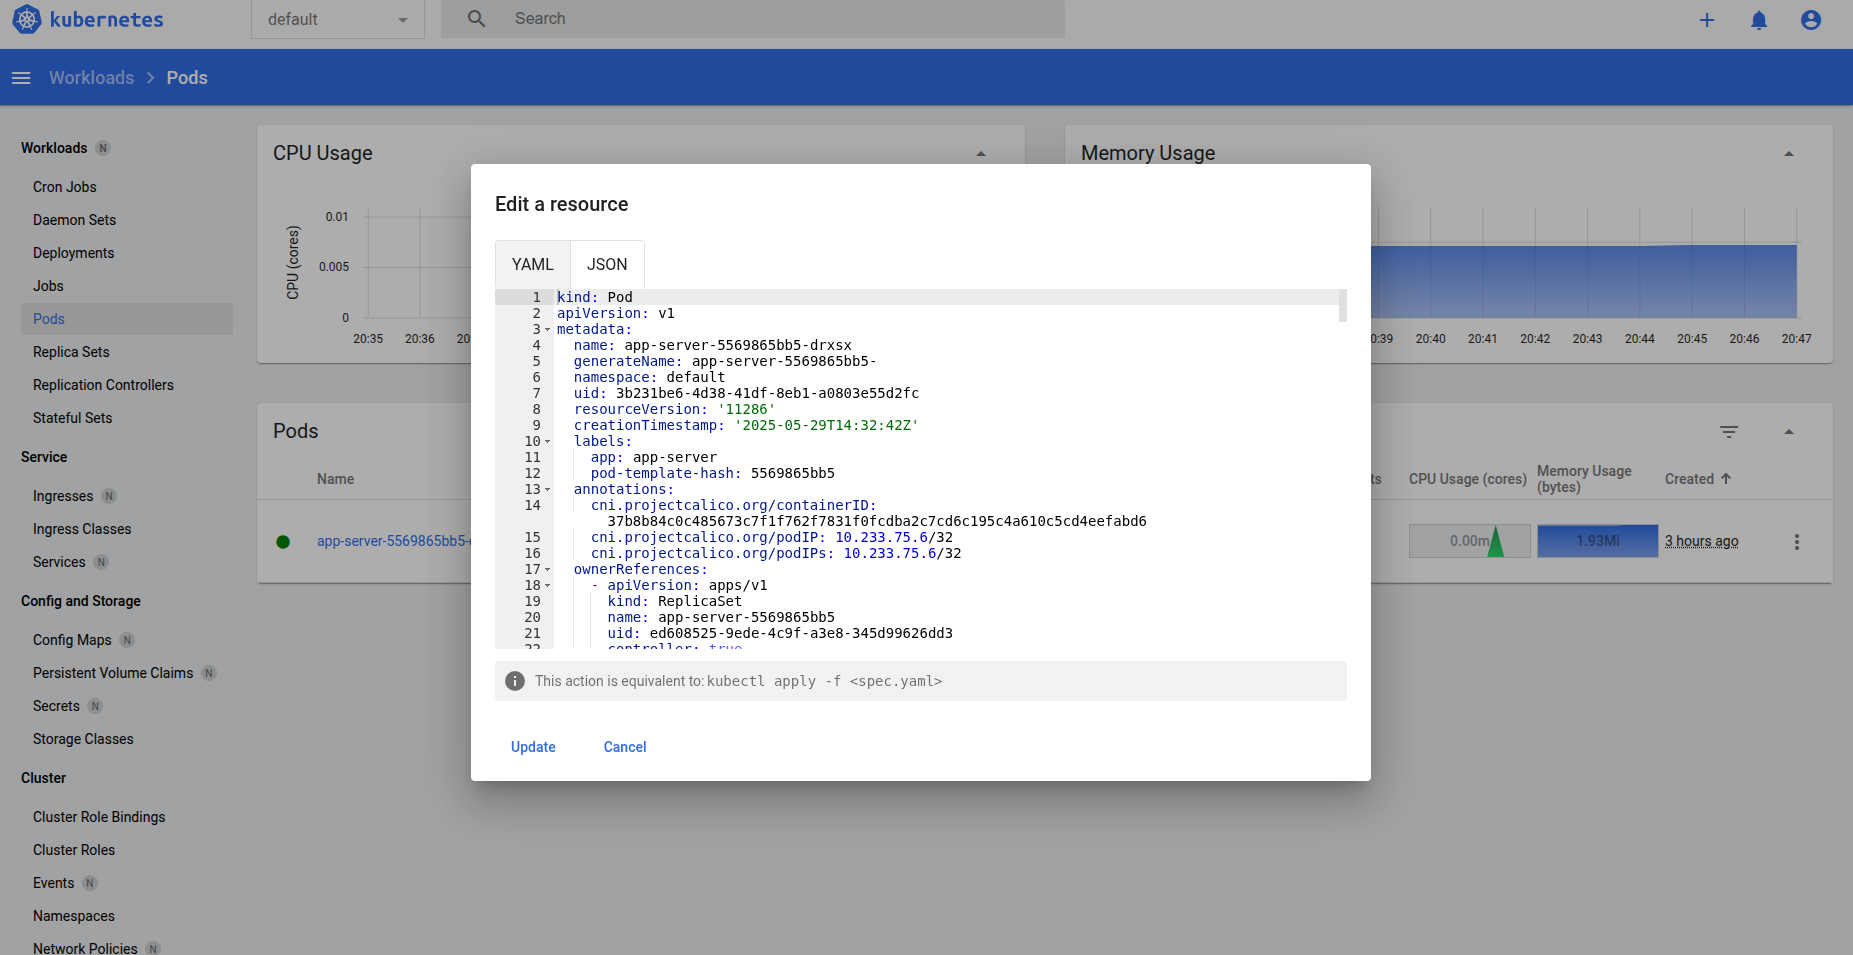 kubernetes
default
Search
Workloads > Pods
Workloads N
Cron Jobs
Daemon Sets
Deployments
Jobs
Pods
Replica Sets
Replication Controllers
Stateful Sets
Service
Ingresses N
Ingress Classes
Services N
Config and Storage
Config Maps N
Persistent Volume Claims N
Secrets N
Storage Classes
Cluster
Cluster Role Bindings
Cluster Roles
Events N
Namespaces
Network Policies N
CPU Usage
CPU (cores)
0.01
0.005
0
20:35 20:36 20
Memory Usage
:39 20:40 20:41 20:42 20:43 20:44 20:45 20:46 20:47
Pods
Name
ts CPU Usage (cores) Memory Usage (bytes) Created
app-server-5569865bb5-
0.00m 1.93Mi 3 hours ago
Edit a resource
YAML JSON
1 kind: Pod
2 apiVersion: v1
3 metadata:
4 name: app-server-5569865bb5-drxsx
5 generateName: app-server-5569865bb5-
6 namespace: default
7 uid: 3b231be6-4d38-41df-8eb1-a0803e55d2fc
8 resourceVersion: '11286'
9 creationTimestamp: '2025-05-29T14:32:42Z'
10 labels:
11 app: app-server
12 pod-template-hash: 5569865bb5
13 annotations:
14 cni.projectcalico.org/containerID:
37b8b84c0c485673c7f1f762f7831f0fcdba2c7cd6c195c4a610c5cd4eefabd6
15 cni.projectcalico.org/podIP: 10.233.75.6/32
16 cni.projectcalico.org/podIPs: 10.233.75.6/32
17 ownerReferences:
18 - apiVersion: apps/v1
19 kind: ReplicaSet
20 name: app-server-5569865bb5
21 uid: ed608525-9ede-4c9f-a3e8-345d99626dd3
22 controller: true
This action is equivalent to: kubectl apply -f <spec.yaml>
Update Cancel